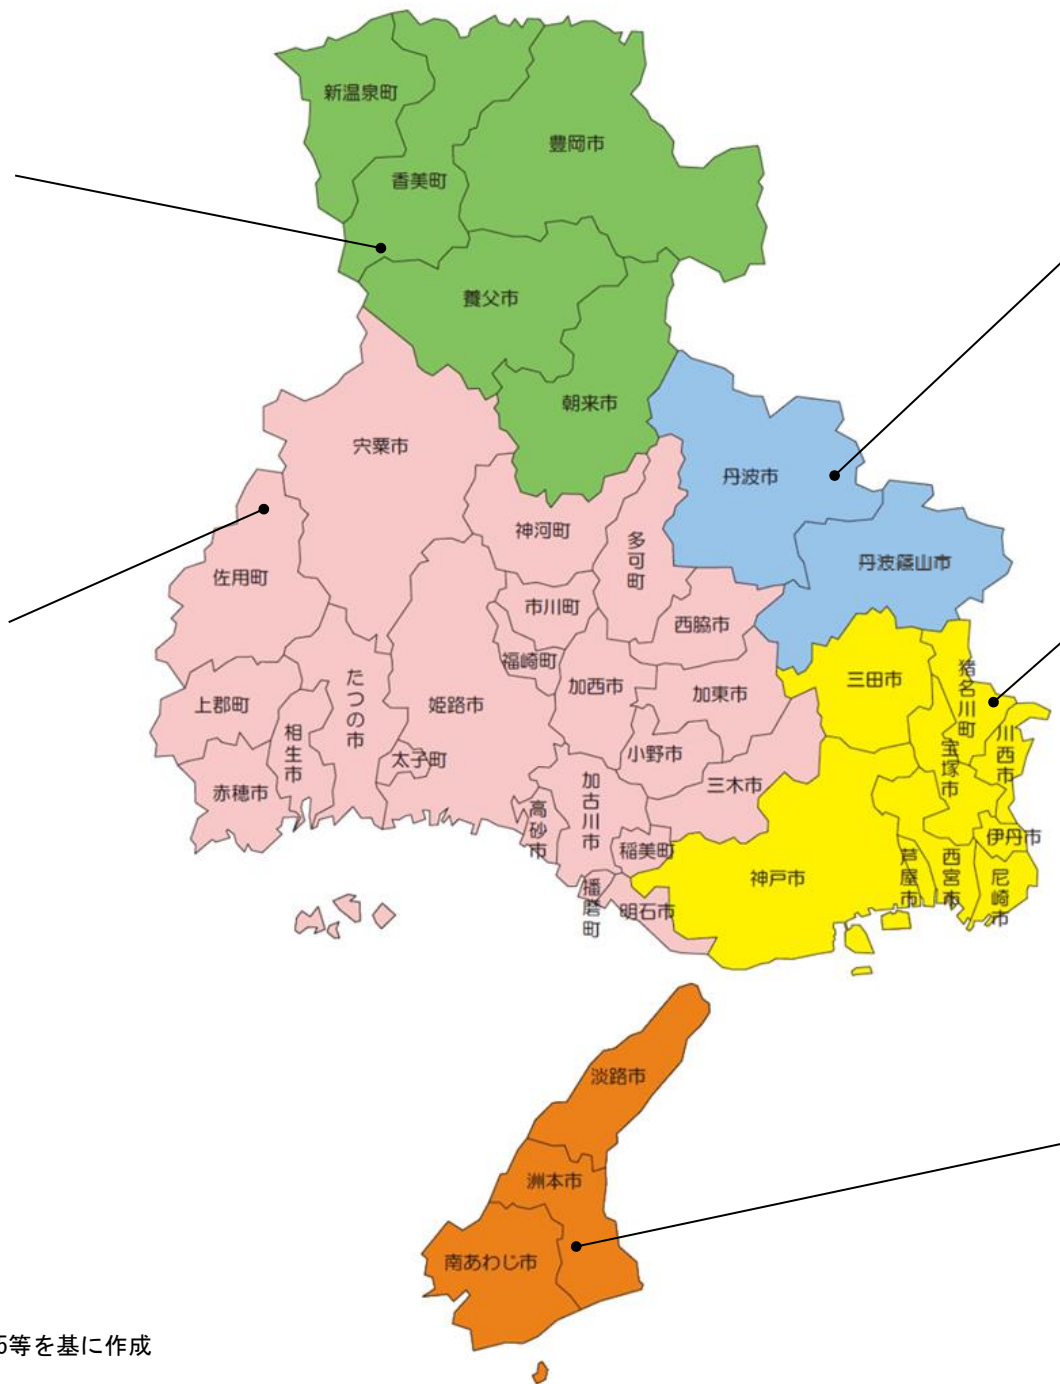 新温泉町
豊岡市
香美町
養父市
朝来市
宍粟市
丹波市
神河町
多可町
丹波篠山市
佐用町
市川町
西脇市
福崎町
猪名川町
三田市
加西市
加東市
たつの市
上郡町
姫路市
相生市
川西市
小野市
太子町
宝塚市
三木市
赤穂市
加古川市
高砂市
伊丹市
稲美町
神戸市
芦屋市
西宮市
尼崎市
播磨町
明石市
淡路市
洲本市
南あわじ市
等を基に作成